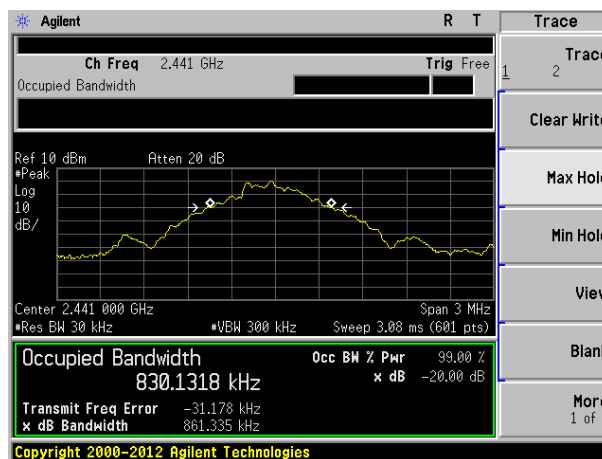 Agilent R T Trace
Ch Freq 2.441 GHz Trig Free
Occupied Bandwidth
Trace
1 2
Clear Write
Max Hold
Min Hold
View
Blank
More
1 of
Ref 10 dBm Atten 20 dB
#Peak
Log
10
dB/
Center 2.441 000 GHz Span 3 MHz
#Res BW 30 kHz #VBW 300 kHz Sweep 3.08 ms (601 pts)
Occupied Bandwidth Occ BW % Pwr 99.00 %
830.1318 kHz x dB -20.00 dB
Transmit Freq Error -31.178 kHz
x dB Bandwidth 861.335 kHz
Copyright 2000-2012 Agilent Technologies